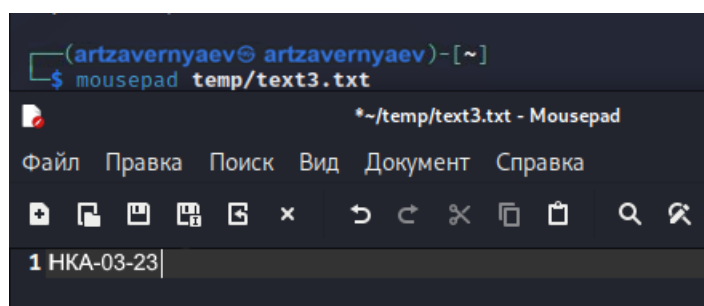 (artzavernyaev㉿artzavernyaev)-[~]
$ mousepad temp/text3.txt
*~/temp/text3.txt - Mousepad
Файл Правка Поиск Вид Документ Справка
1 НКА-03-23